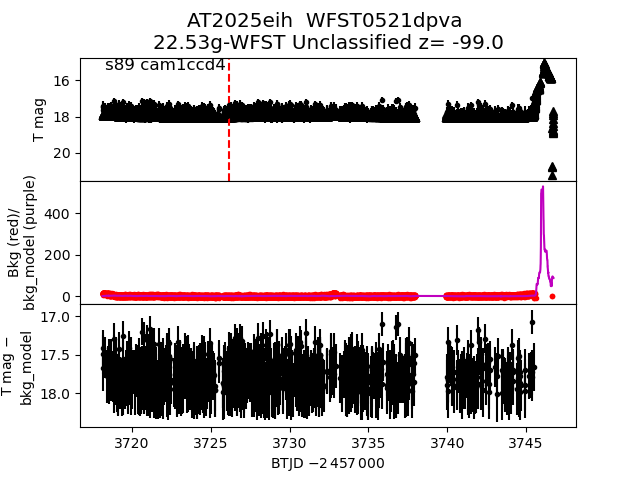 AT2025eih  WFST0521dpva
22.53g-WFST Unclassified z= -99.0
s89 cam1ccd4
T mag
16
18
20
Bkg (red)/
bkg_model (purple)
400
200
0
T mag −
bkg_model
17.0
17.5
18.0
3720 3725 3730 3735 3740 3745
BTJD −2 457 000